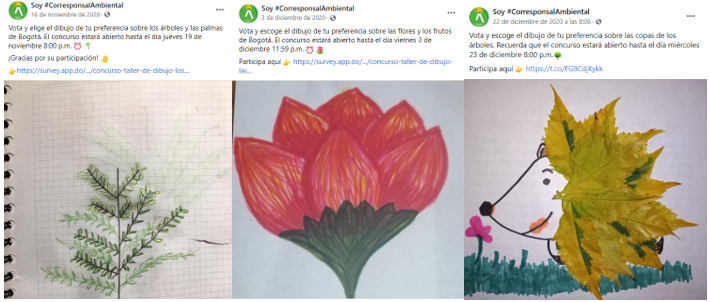 Soy #CorresponsalAmbiental
18 de noviembre de 2020 ·
Vota y elige el dibujo de tu preferencia sobre los árboles y las palmas
de Bogotá. El concurso estará abierto hasta el día jueves 19 de
noviembre 8:00 p.m. ⏰ 🌴
¡Gracias por su participación! 👋
👉https://survey.app.do/.../concurso-taller-de-dibujo-los...
Soy #CorresponsalAmbiental
3 de diciembre de 2020 ·
Vota y escoge el dibujo de tu preferencia sobre las flores y los frutos
de Bogotá. El concurso estará abierto hasta el día viernes 3 de
diciembre 11:59 p.m. ⏰ 🌺
Participa aquí 👉 https://survey.app.do/.../concurso-taller-de-dibujo-
las...
Soy #CorresponsalAmbiental
22 de diciembre de 2020 a las 8:08 ·
Vota y escoge el dibujo de tu preferencia sobre las copas de los
árboles. Recuerda que el concurso estará abierto hasta el día miércoles
23 de diciembre 8:00 p.m.🌳
Participa aquí 👉 https://t.co/FG9CdjKykk